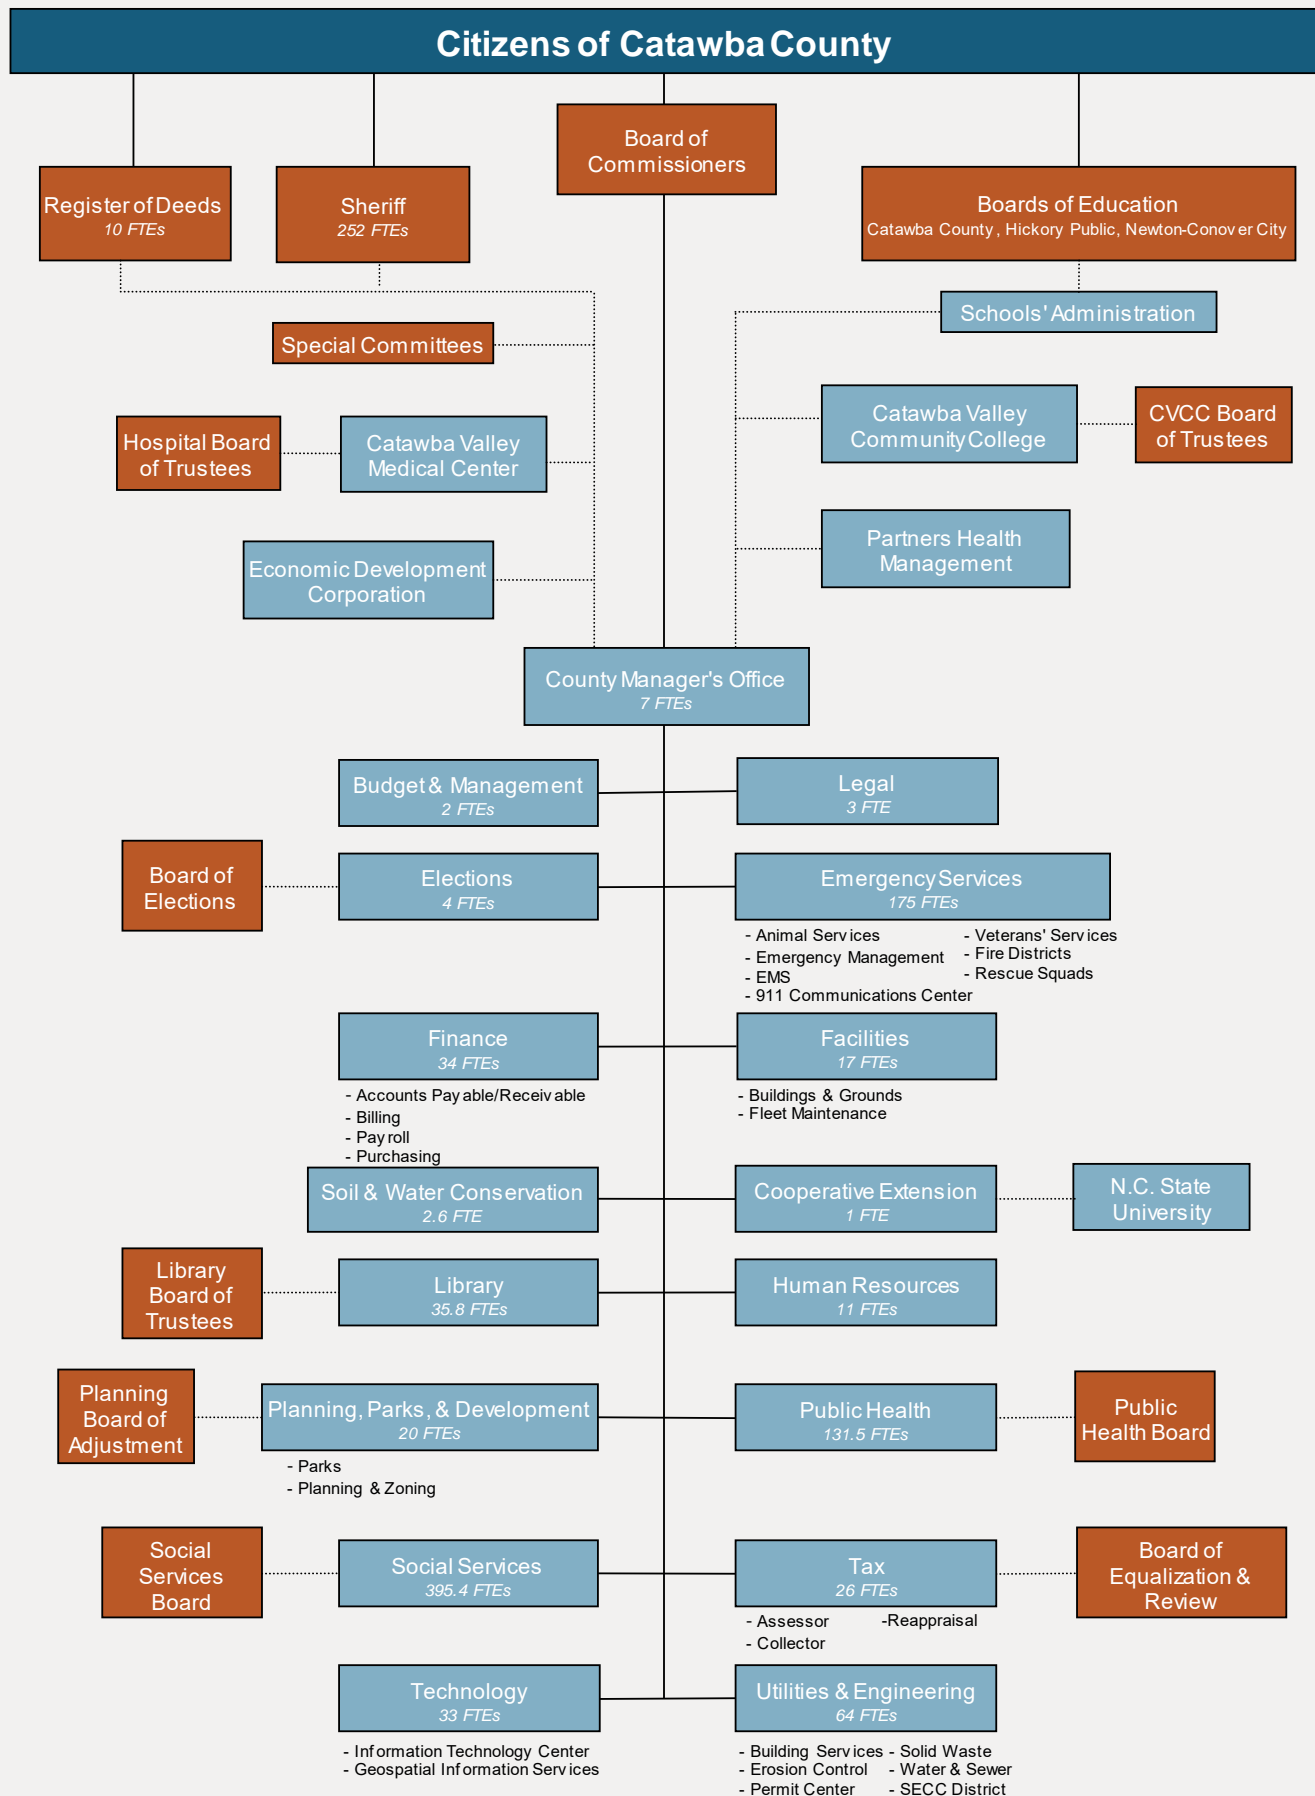 Citizens of Catawba County
Board of
Commissioners
Register of Deeds
10 FTEs
Sheriff
252 FTEs
Boards of Education
Catawba County, Hickory Public, Newton-Conover City
Schools' Administration
Special Committees
Hospital Board
of Trustees
Catawba Valley
Medical Center
Catawba Valley
Community College
CVCC Board
of Trustees
Economic Development
Corporation
Partners Health
Management
County Manager's Office
7 FTEs
Budget & Management
2 FTEs
Legal
3 FTE
Board of
Elections
Elections
4 FTEs
Emergency Services
175 FTEs
- Animal Services
- Emergency Management
- EMS
- 911 Communications Center
- Veterans' Services
- Fire Districts
- Rescue Squads
Finance
34 FTEs
- Accounts Payable/Receivable
- Billing
- Payroll
- Purchasing
Facilities
17 FTEs
- Buildings & Grounds
- Fleet Maintenance
Soil & Water Conservation
2.6 FTE
Cooperative Extension
1 FTE
N.C. State
University
Library
Board of
Trustees
Library
35.8 FTEs
Human Resources
11 FTEs
Planning
Board of
Adjustment
Planning, Parks, & Development
20 FTEs
- Parks
- Planning & Zoning
Public Health
131.5 FTEs
Public
Health Board
Social
Services
Board
Social Services
395.4 FTEs
Tax
26 FTEs
- Assessor
- Collector
-Reappraisal
Board of
Equalization &
Review
Technology
33 FTEs
- Information Technology Center
- Geospatial Information Services
Utilities & Engineering
64 FTEs
- Building Services
- Erosion Control
- Permit Center
- Solid Waste
- Water & Sewer
- SECC District